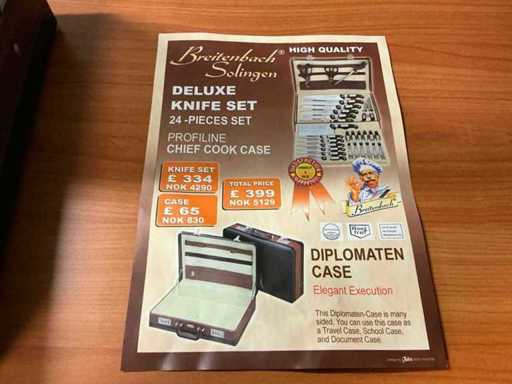 Breitenbach®
Solingen
HIGH QUALITY
DELUXE
KNIFE SET
24 -PIECES SET
PROFILINE
CHIEF COOK CASE
KNIFE SET
£ 334
NOK 4290
TOTAL PRICE
£ 399
NOK 5129
CASE
£ 65
NOK 830
Breitenbach
DIPLOMATEN
CASE
Elegant Execution
This Diplomaten-Case is many
sided. You can use this case as
a Travel Case, School Case,
and Document Case.